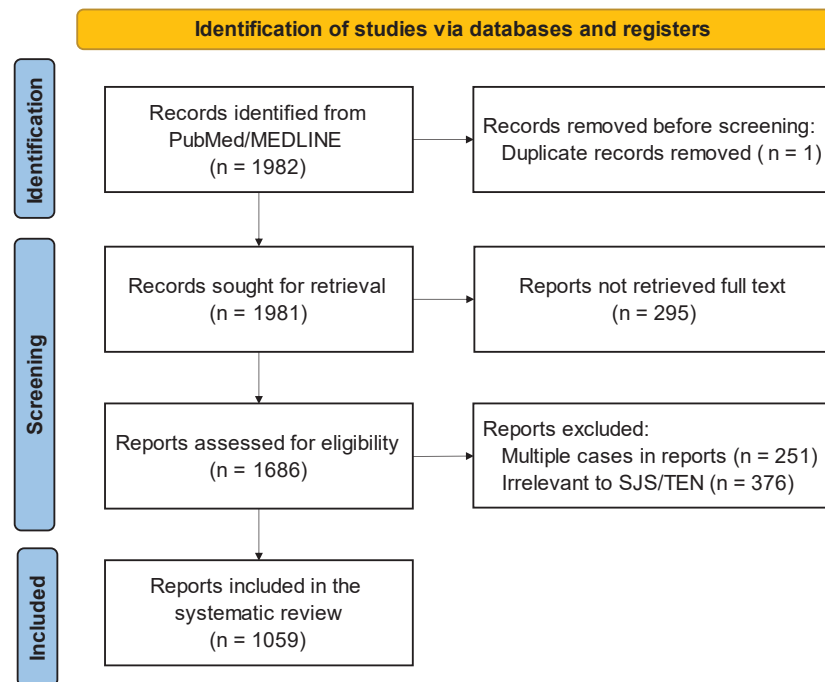 Identification of studies via databases and registers
Identification
Records identified from
PubMed/MEDLINE
(n = 1982)
Records removed before screening:
Duplicate records removed ( n = 1)
Screening
Records sought for retrieval
(n = 1981)
Reports not retrieved full text
(n = 295)
Reports assessed for eligibility
(n = 1686)
Reports excluded:
Multiple cases in reports (n = 251)
Irrelevant to SJS/TEN (n = 376)
Included
Reports included in the
systematic review
(n = 1059)